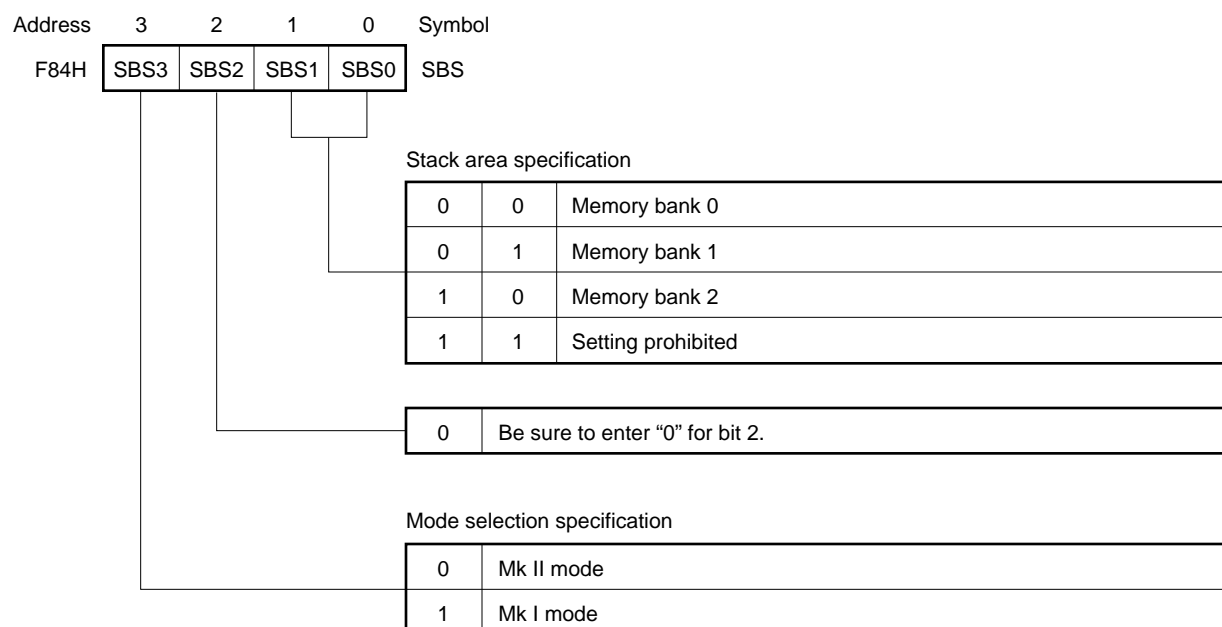 Address 3 2 1 0 Symbol
F84H SBS3 SBS2 SBS1 SBS0 SBS
Stack area specification
0 0 Memory bank 0
0 1 Memory bank 1
1 0 Memory bank 2
1 1 Setting prohibited
0 Be sure to enter “0” for bit 2.
Mode selection specification
0 Mk II mode
1 Mk I mode